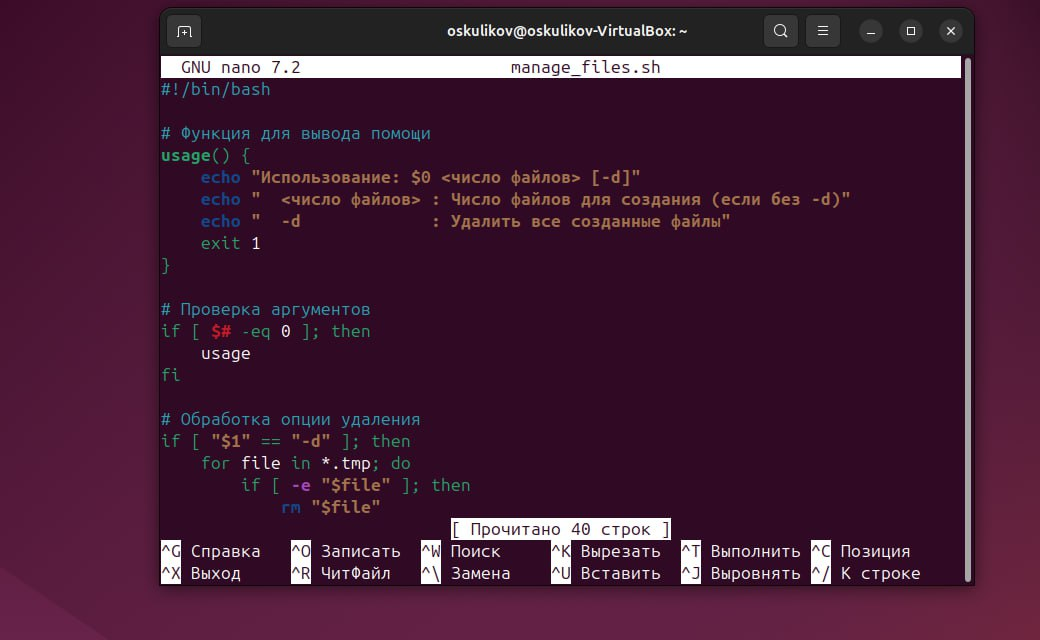 oskulikov@oskulikov-VirtualBox: ~
GNU nano 7.2 manage_files.sh
#!/bin/bash
# Функция для вывода помощи
usage() {
    echo "Использование: $0 <число файлов> [-d]"
    echo "  <число файлов> : Число файлов для создания (если без -d)"
    echo "  -d             : Удалить все созданные файлы"
    exit 1
}
# Проверка аргументов
if [ $# -eq 0 ]; then
    usage
fi
# Обработка опции удаления
if [ "$1" == "-d" ]; then
    for file in *.tmp; do
        if [ -e "$file" ]; then
            rm "$file"
[ Прочитано 40 строк ]
^G Справка ^O Записать ^W Поиск ^K Вырезать ^T Выполнить ^C Позиция
^X Выход ^R ЧитФайл ^\ Замена ^U Вставить ^J Выровнять ^/ К строке